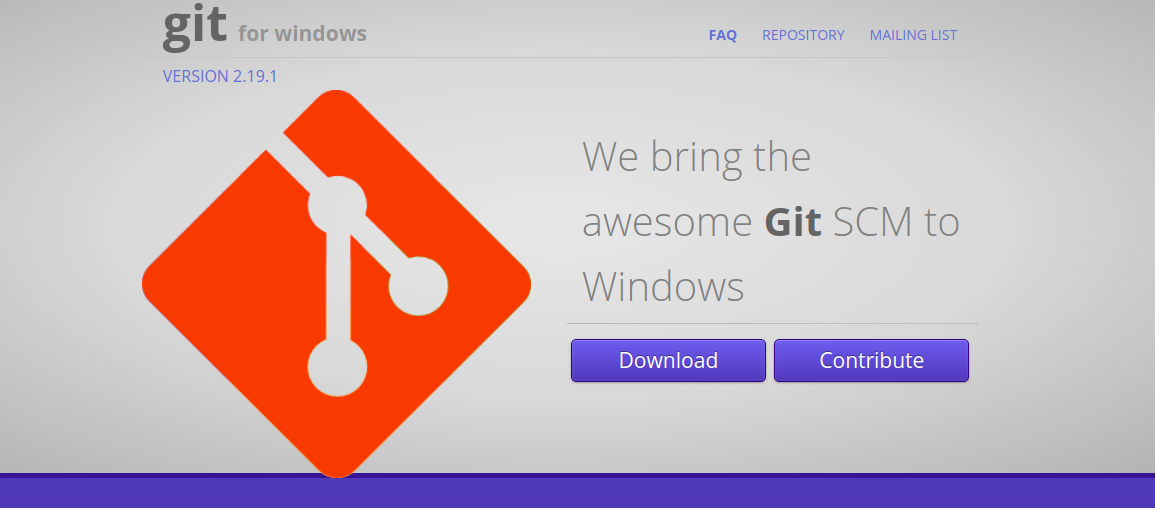 git for windows
FAQ REPOSITORY MAILING LIST
VERSION 2.19.1
We bring the
awesome Git SCM to
Windows
Download Contribute